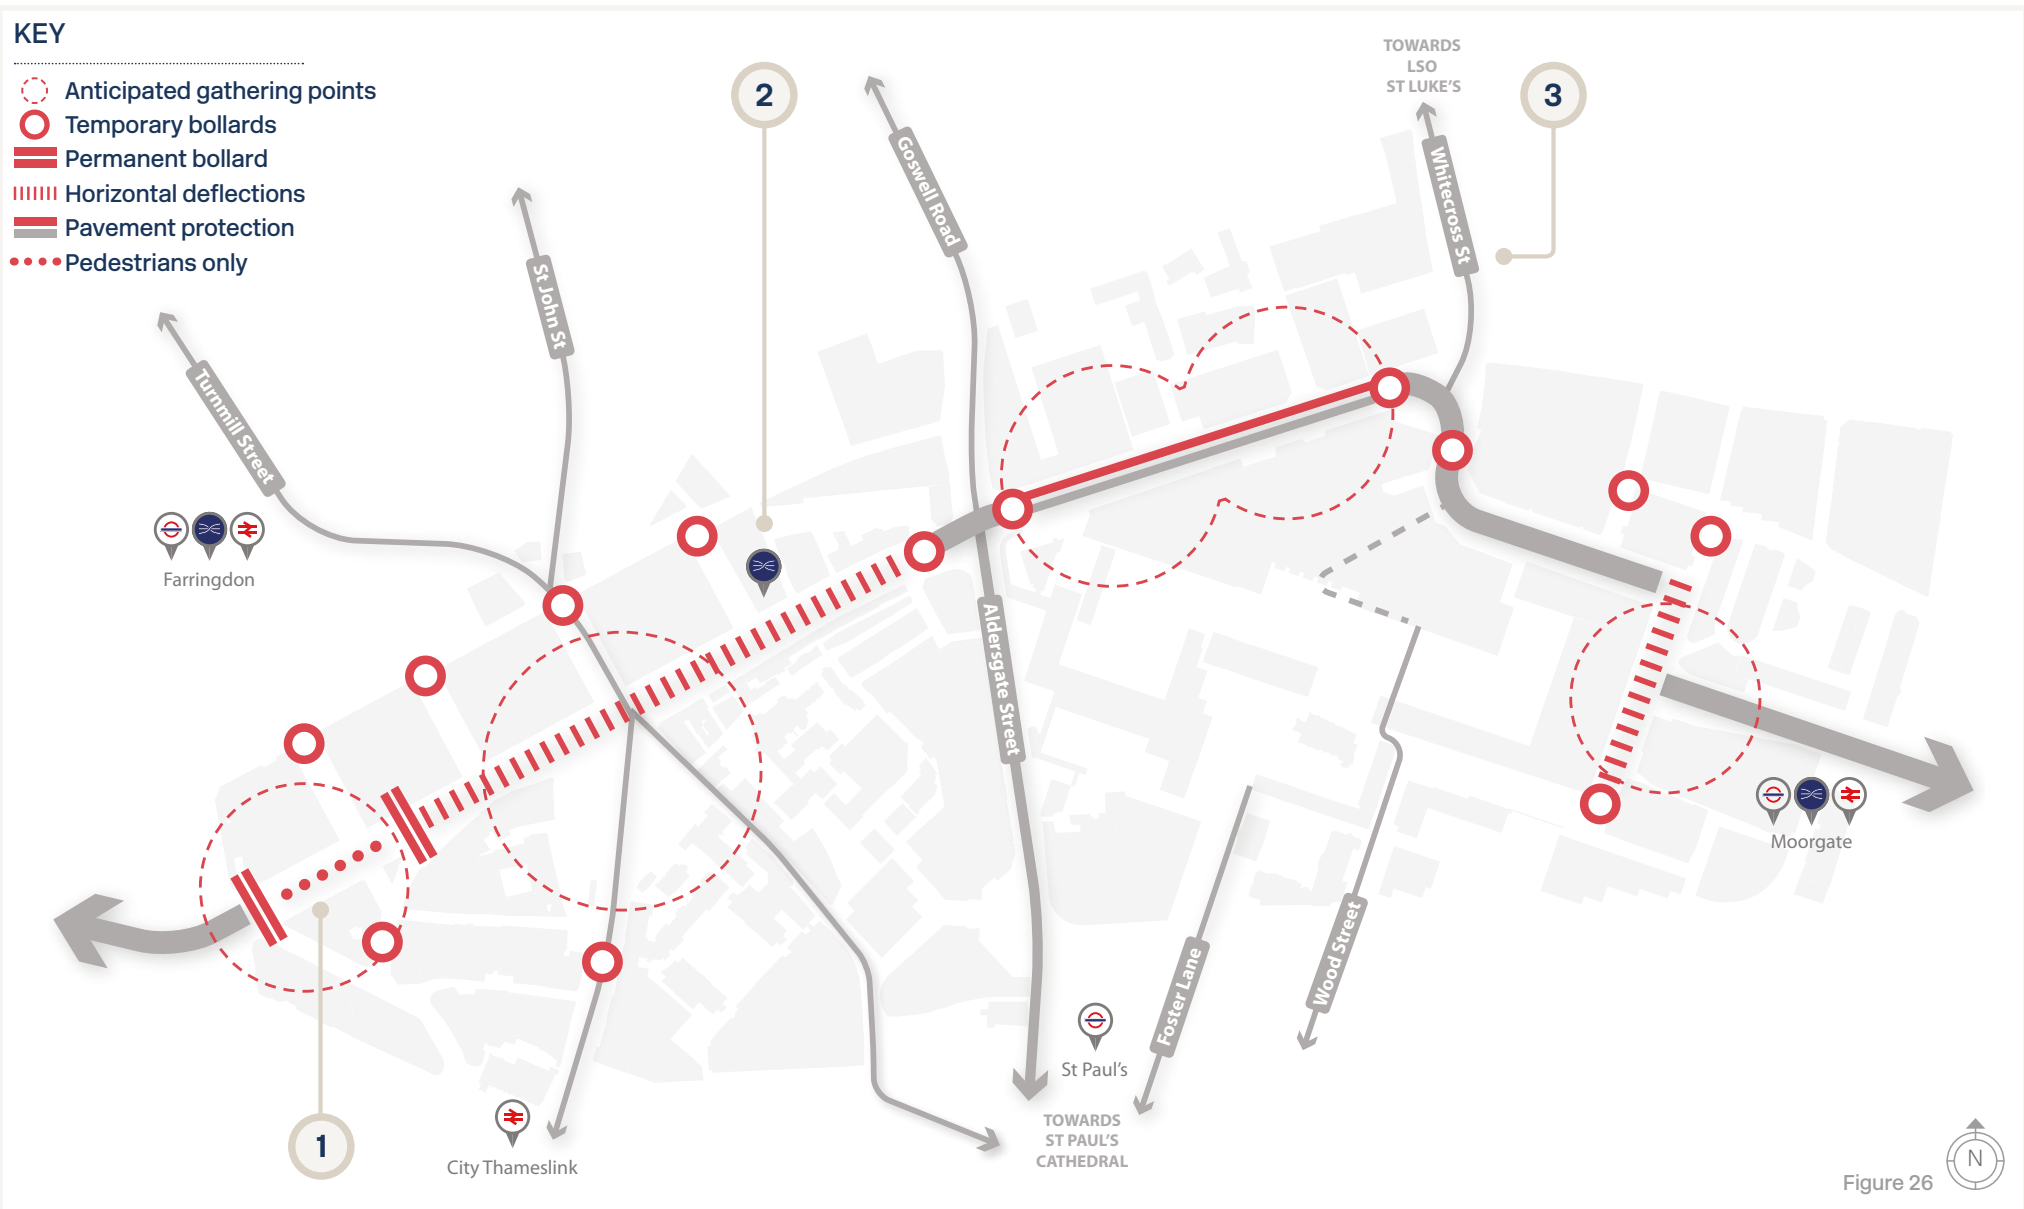 KEY
Anticipated gathering points
Temporary bollards
Permanent bollard
Horizontal deflections
Pavement protection
Pedestrians only
2
3
TOWARDS
LSO
ST LUKE'S
Goswell Road
Whitecross St
St John St
Turnmill Street
Farringdon
Aldersgate Street
Moorgate
Wood Street
Foster Lane
St Paul's
TOWARDS
ST PAUL'S
CATHEDRAL
1
City Thameslink
N
Figure 26